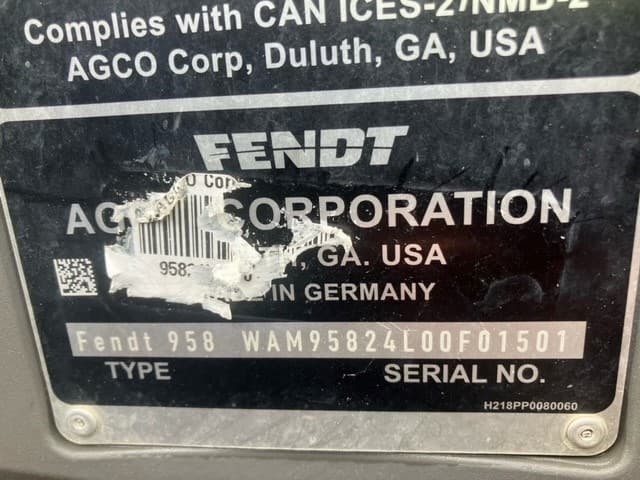 Complies with CAN ICES-2/NMB-2
AGCO Corp, Duluth, GA, USA
FENDT
CORPORATION
GA. USA
IN GERMANY
Fendt 958 WAM95824L00F01501
TYPE SERIAL NO.
H218PP0080060